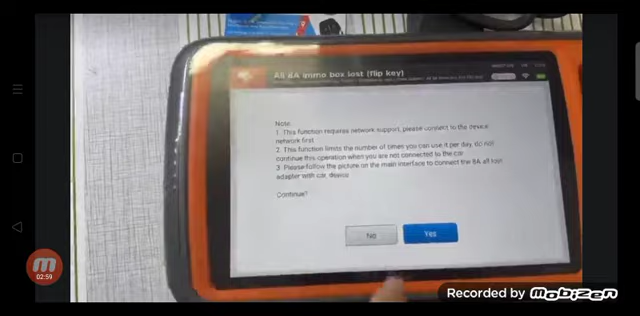 All 8A immo box lost (flip key)
Note:
1. This function requires network support, please connect to the device
network first
2. This function limits the number of times you can use it per day, do not
continue this operation when you are not connected to the car
3. Please follow the picture on the main interface to connect the 8A all lost
adapter with car, device
Continue?
No
Yes
02:59
Recorded by mobizen